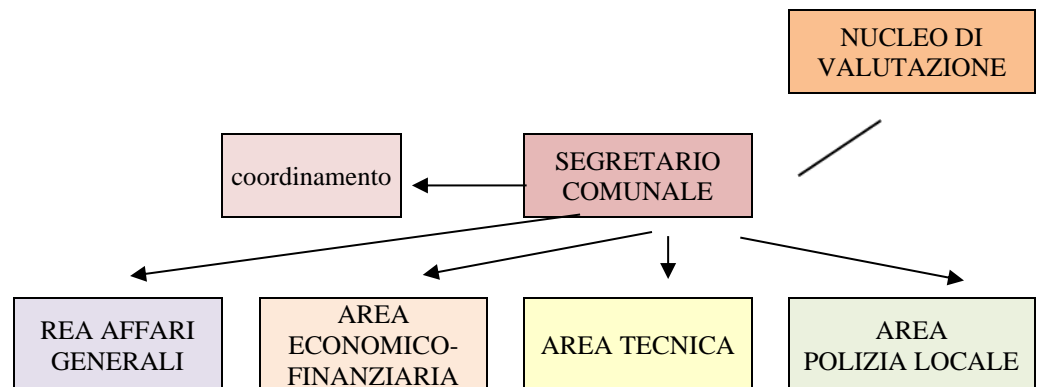 NUCLEO DI
VALUTAZIONE
coordinamento
SEGRETARIO
COMUNALE
REA AFFARI
GENERALI
AREA
ECONOMICO-
FINANZIARIA
AREA TECNICA
AREA
POLIZIA LOCALE